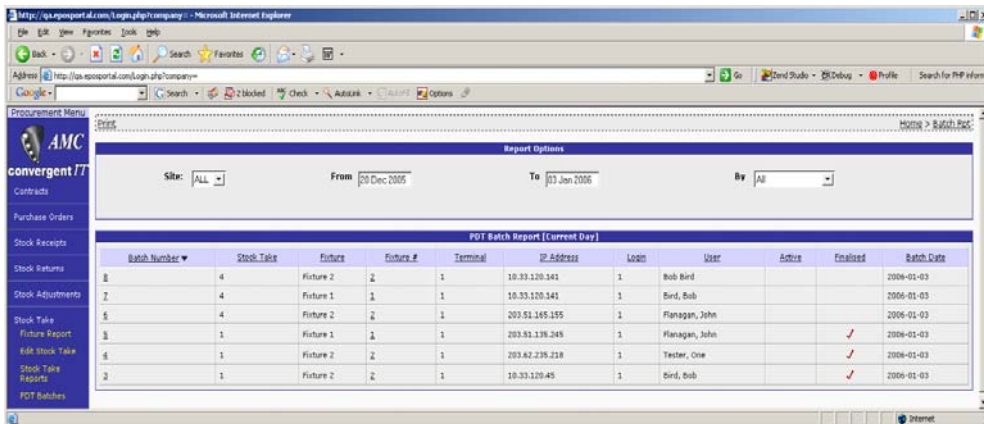 http://qa.eposportal.com/Login.php?company= - Microsoft Internet Explorer
File Edit View Favorites Tools Help
Back Search Favorites
Address http://qa.eposportal.com/Login.php?company= Go Zend Studio Debug Profile Search for PHP inform
Google Search 2 blocked Check AutoLink AutoFill Options
Procurement Menu
AMC
convergent IT
Contracts
Purchase Orders
Stock Receipts
Stock Returns
Stock Adjustments
Stock Take
Fixture Report
Edit Stock Take
Stock Take Reports
PDT Batches
Print Home > Batch Rpt
Report Options
Site: ALL From 20 Dec 2005 To 03 Jan 2006 By All
PDT Batch Report [Current Day]
Batch Number ▼ Stock Take Fixture Fixture # Terminal IP Address Login User Active Finalised Batch Date
8 4 Fixture 2 2 1 10.33.120.141 1 Bob Bird 2006-01-03
7 4 Fixture 1 1 1 10.33.120.141 1 Bird, Bob 2006-01-03
6 4 Fixture 2 2 1 203.51.165.155 1 Flanagan, John 2006-01-03
5 1 Fixture 1 1 1 203.51.135.245 1 Flanagan, John 2006-01-03
4 1 Fixture 2 2 1 203.62.235.218 1 Tester, One 2006-01-03
3 1 Fixture 2 2 1 10.33.120.45 1 Bird, Bob 2006-01-03
Internet